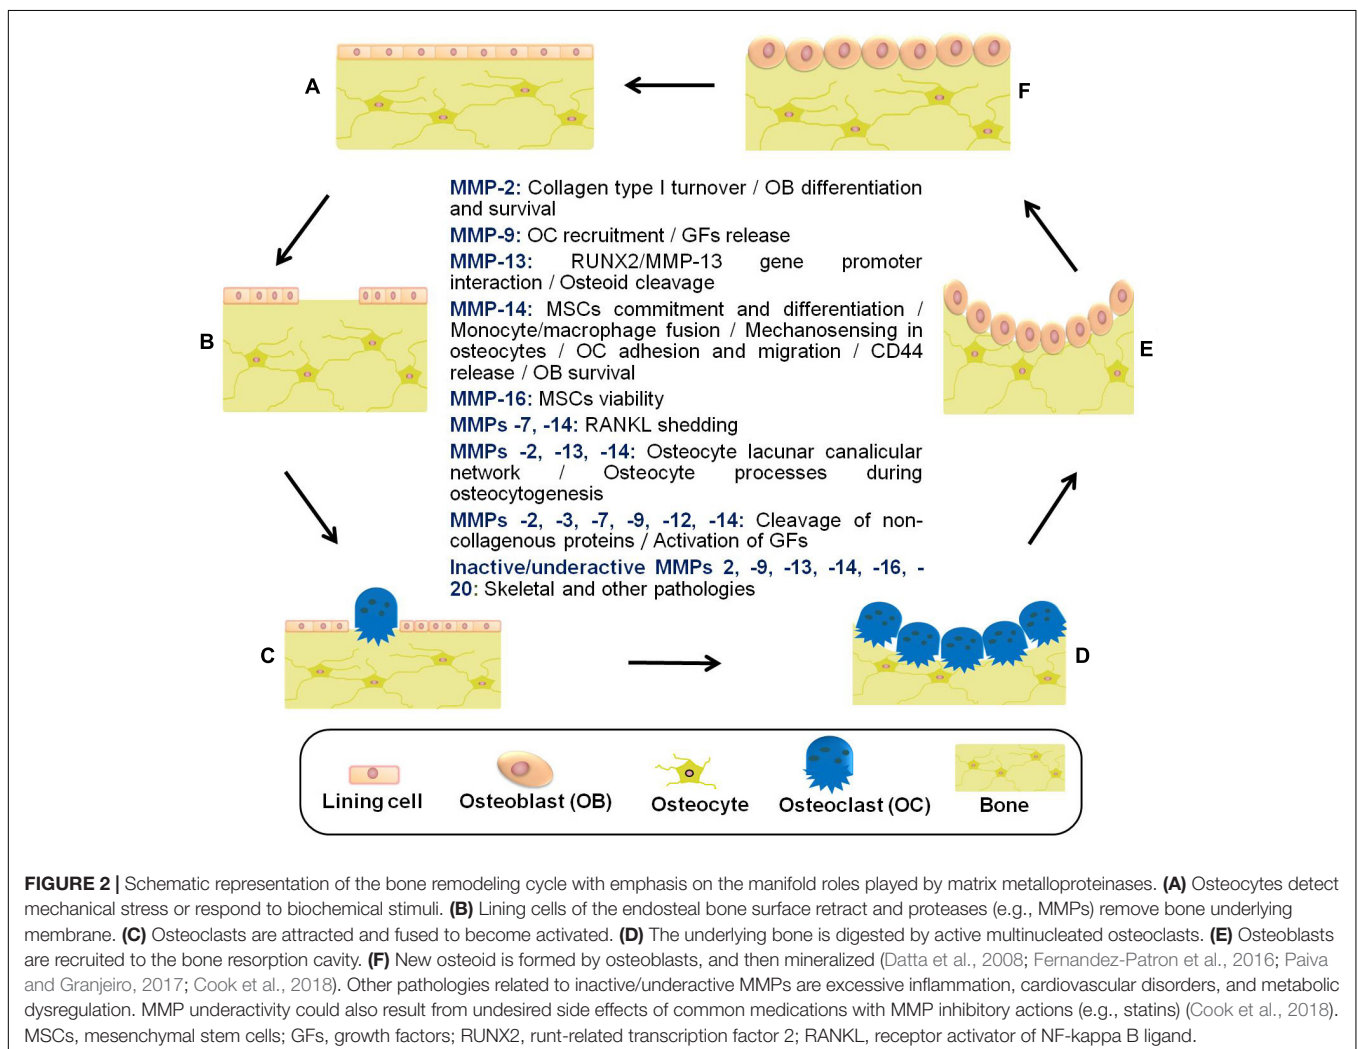 A
F
MMP-2: Collagen type I turnover / OB differentiation
and survival
MMP-9: OC recruitment / GFs release
MMP-13: RUNX2/MMP-13 gene promoter
interaction / Osteoid cleavage
MMP-14: MSCs commitment and differentiation /
Monocyte/macrophage fusion / Mechanosensing in
osteocytes / OC adhesion and migration / CD44
release / OB survival
MMP-16: MSCs viability
MMPs -7, -14: RANKL shedding
MMPs -2, -13, -14: Osteocyte lacunar canalicular
network / Osteocyte processes during
osteocytogenesis
MMPs -2, -3, -7, -9, -12, -14: Cleavage of non-
collagenous proteins / Activation of GFs
Inactive/underactive MMPs 2, -9, -13, -14, -16, -
20: Skeletal and other pathologies
B
E
C
D
Lining cell
Osteoblast (OB)
Osteocyte
Osteoclast (OC)
Bone
FIGURE 2 | Schematic representation of the bone remodeling cycle with emphasis on the manifold roles played by matrix metalloproteinases. (A) Osteocytes detect
mechanical stress or respond to biochemical stimuli. (B) Lining cells of the endosteal bone surface retract and proteases (e.g., MMPs) remove bone underlying
membrane. (C) Osteoclasts are attracted and fused to become activated. (D) The underlying bone is digested by active multinucleated osteoclasts. (E) Osteoblasts
are recruited to the bone resorption cavity. (F) New osteoid is formed by osteoblasts, and then mineralized (Datta et al., 2008; Fernandez-Patron et al., 2016; Paiva
and Granjeiro, 2017; Cook et al., 2018). Other pathologies related to inactive/underactive MMPs are excessive inflammation, cardiovascular disorders, and metabolic
dysregulation. MMP underactivity could also result from undesired side effects of common medications with MMP inhibitory actions (e.g., statins) (Cook et al., 2018).
MSCs, mesenchymal stem cells; GFs, growth factors; RUNX2, runt-related transcription factor 2; RANKL, receptor activator of NF-kappa B ligand.